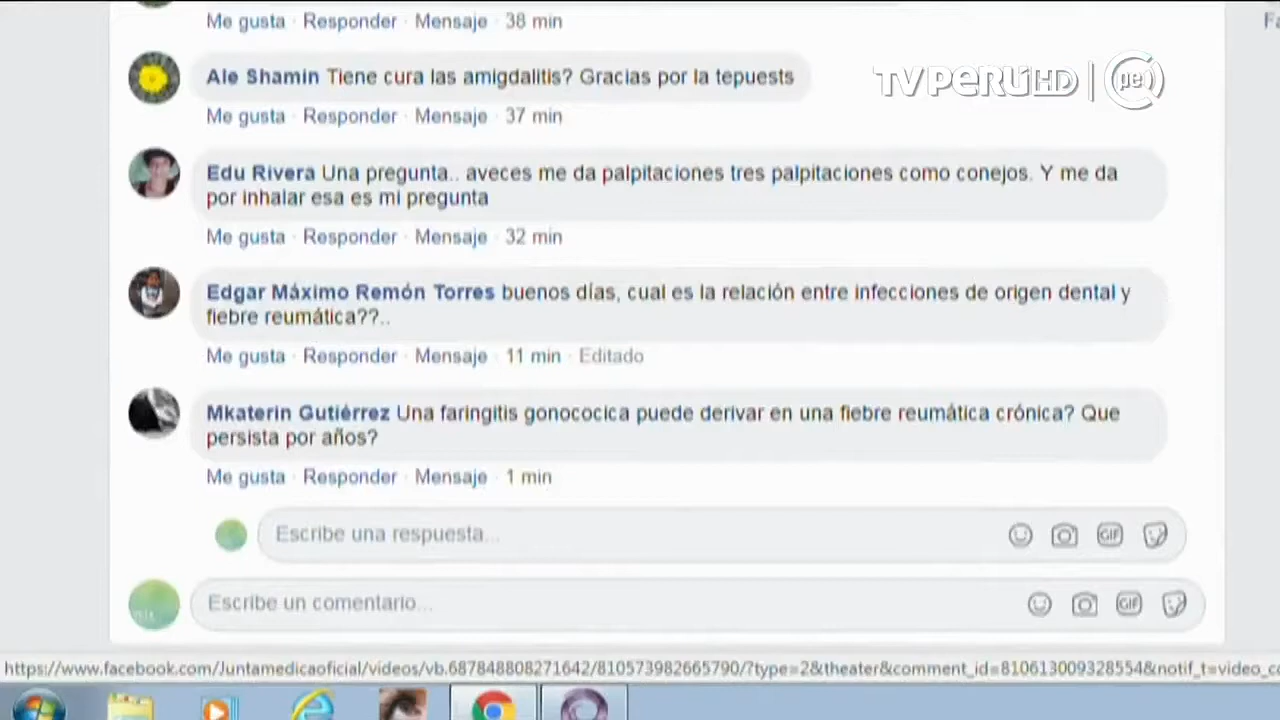 Me gusta · Responder · Mensaje · 38 min
Ale Shamin Tiene cura las amigdalitis? Gracias por la tepuests
TVPERÚHD | pe
Me gusta · Responder · Mensaje · 37 min
Edu Rivera Una pregunta.. aveces me da palpitaciones tres palpitaciones como conejos. Y me da
por inhalar esa es mi pregunta
Me gusta · Responder · Mensaje · 32 min
Edgar Máximo Remón Torres buenos días, cual es la relación entre infecciones de origen dental y
fiebre reumática??..
Me gusta · Responder · Mensaje · 11 min · Editado
Mkaterin Gutiérrez Una faringitis gonococica puede derivar en una fiebre reumática crónica? Que
persista por años?
Me gusta · Responder · Mensaje · 1 min
Escribe una respuesta...
GIF
Escribe un comentario...
GIF
https://www.facebook.com/Juntamedicaoficial/videos/vb.687848808271642/810573982665790/?type=2&theater&comment_id=810613009328554&notif_t=video_c